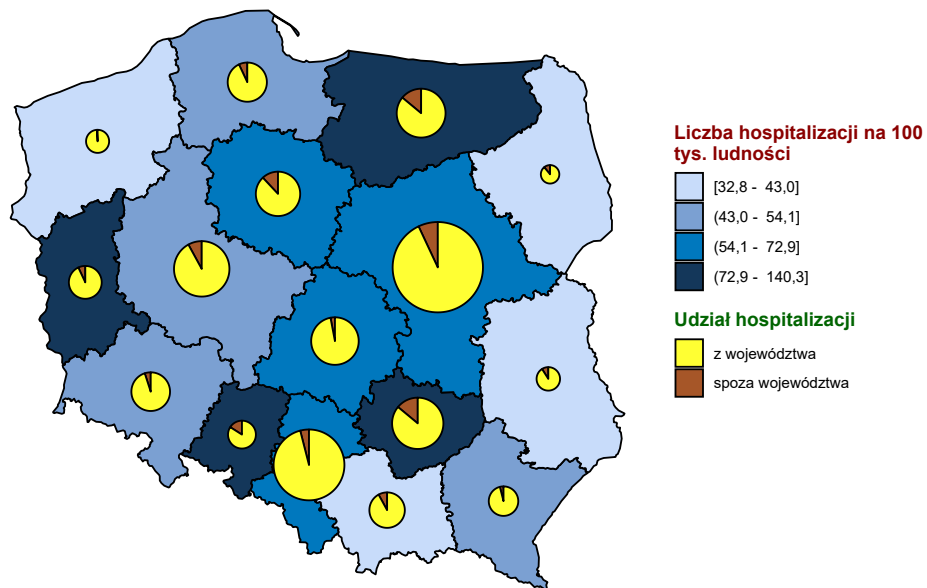 Liczba hospitalizacji na 100
tys. ludności
[32,8 - 43,0]
(43,0 - 54,1]
(54,1 - 72,9]
(72,9 - 140,3]
Udział hospitalizacji
z województwa
spoza województwa